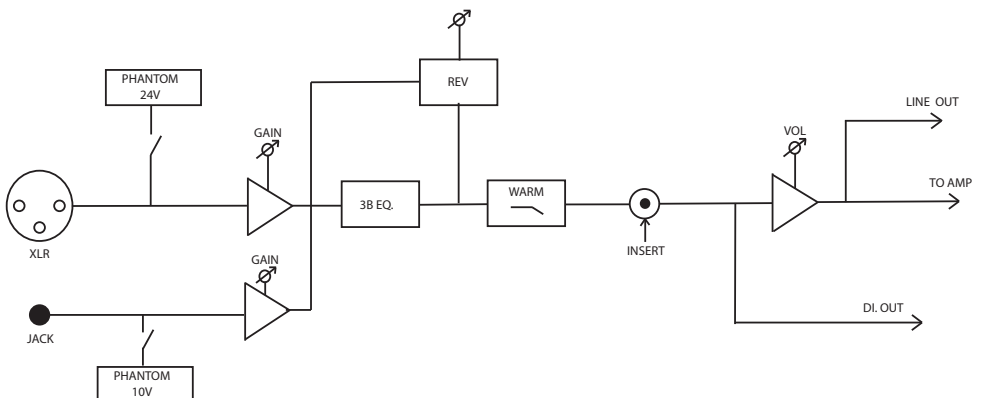 PHANTOM
24V
GAIN
REV
VOL
LINE OUT
TO AMP
3B EQ.
WARM
XLR
INSERT
GAIN
DI. OUT
JACK
PHANTOM
10V